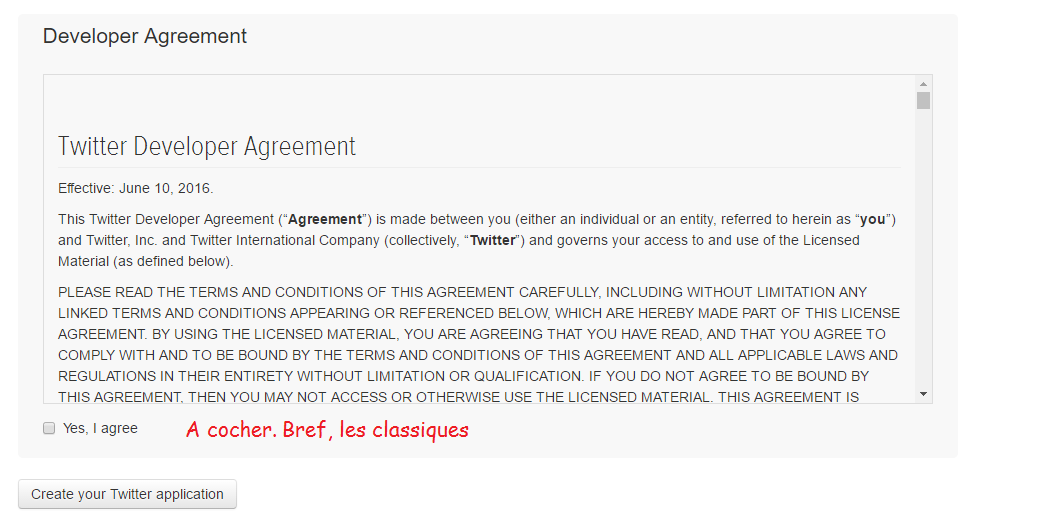 Developer Agreement
Twitter Developer Agreement
Effective: June 10, 2016.
This Twitter Developer Agreement (“Agreement”) is made between you (either an individual or an entity, referred to herein as “you”)
and Twitter, Inc. and Twitter International Company (collectively, “Twitter”) and governs your access to and use of the Licensed
Material (as defined below).
PLEASE READ THE TERMS AND CONDITIONS OF THIS AGREEMENT CAREFULLY, INCLUDING WITHOUT LIMITATION ANY
LINKED TERMS AND CONDITIONS APPEARING OR REFERENCED BELOW, WHICH ARE HEREBY MADE PART OF THIS LICENSE
AGREEMENT. BY USING THE LICENSED MATERIAL, YOU ARE AGREEING THAT YOU HAVE READ, AND THAT YOU AGREE TO
COMPLY WITH AND TO BE BOUND BY THE TERMS AND CONDITIONS OF THIS AGREEMENT AND ALL APPLICABLE LAWS AND
REGULATIONS IN THEIR ENTIRETY WITHOUT LIMITATION OR QUALIFICATION. IF YOU DO NOT AGREE TO BE BOUND BY
THIS AGREEMENT, THEN YOU MAY NOT ACCESS OR OTHERWISE USE THE LICENSED MATERIAL. THIS AGREEMENT IS
Yes, I agree A cocher. Bref, les classiques
Create your Twitter application